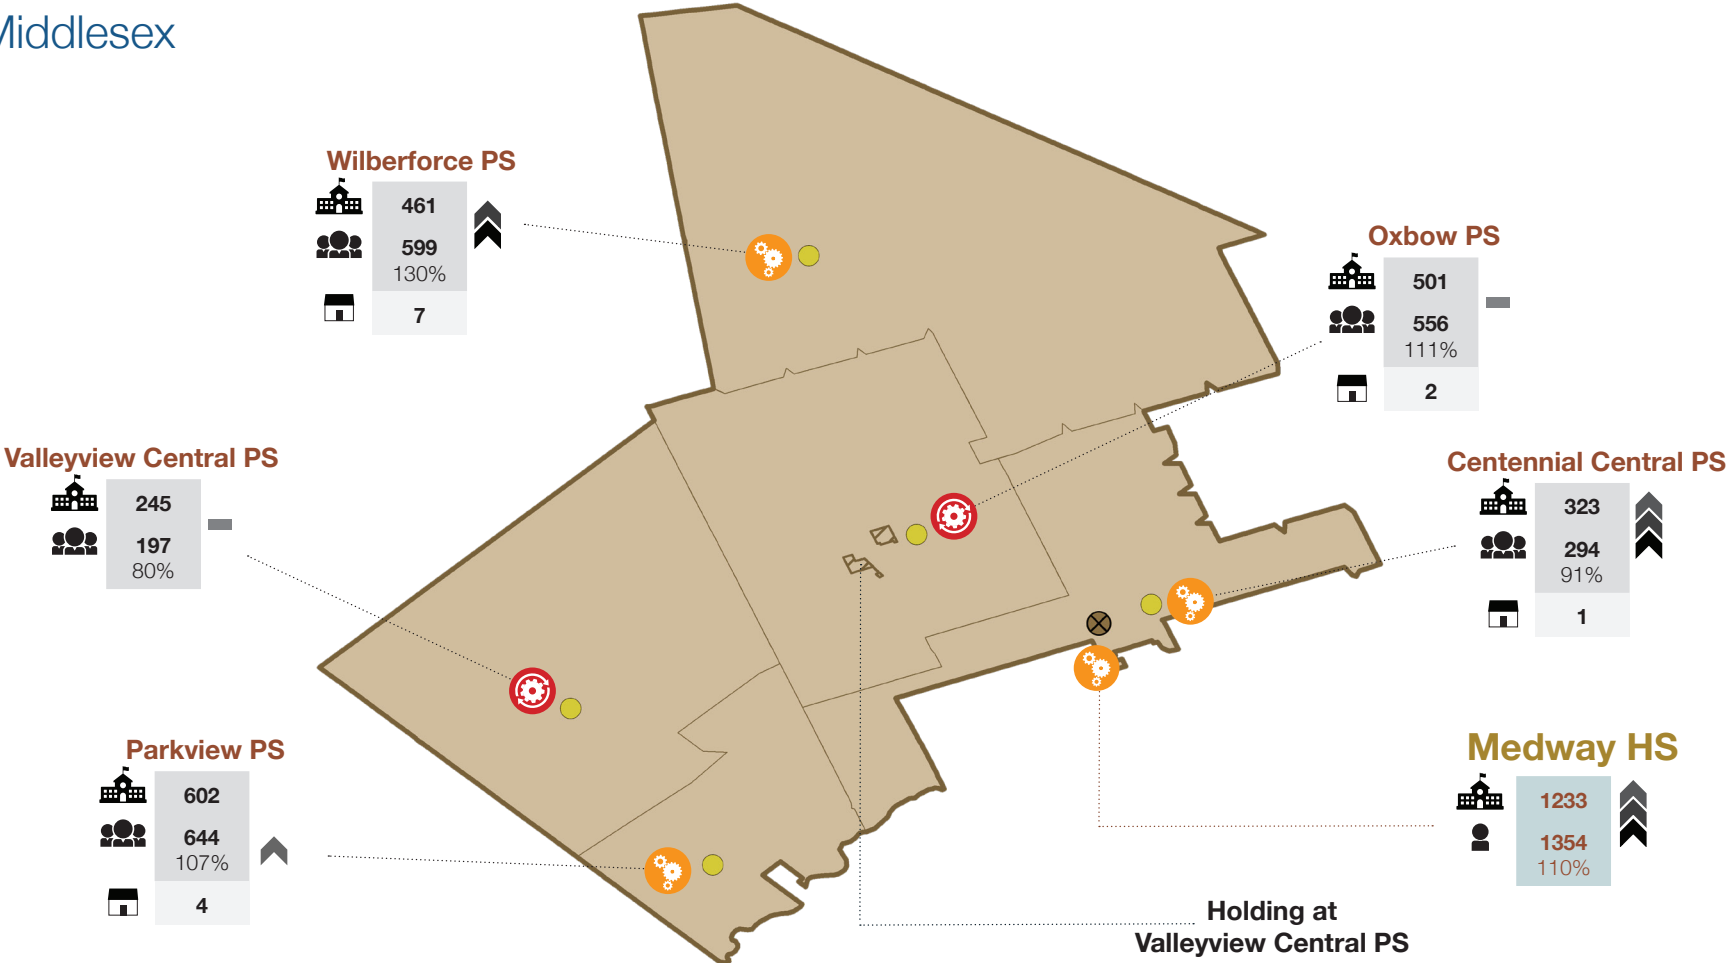 Middlesex
Wilberforce PS
461
599
130%
7
Oxbow PS
501
556
111%
2
Valleyview Central PS
245
197
80%
Centennial Central PS
323
294
91%
1
Parkview PS
602
644
107%
4
Medway HS
1233
1354
110%
Holding at
Valleyview Central PS